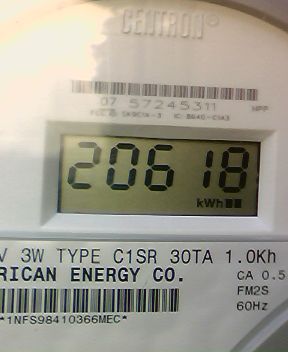 CENTRON®
07 57245311
20618
kWh
V 3W TYPE C1SR 30TA 1.0Kh
RICAN ENERGY CO.
CA 0.5
FM2S
60Hz
*1NFS98410366MEC*